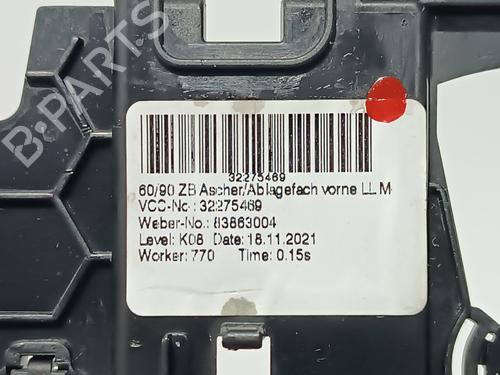 B-PARTS
32275469
60/90 ZB Ascher/Ablagefach vorne LL M
VCC-No.: 32275469
Weber-No.: 83863004
Level: K08 Date: 18.11.2021
Worker: 770 Time: 0.15s